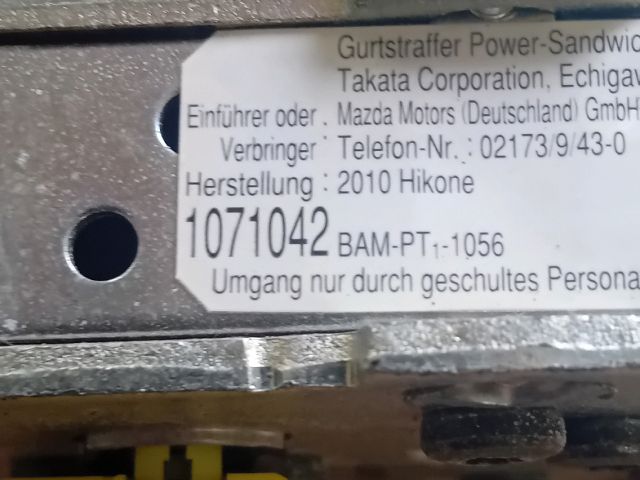 Gurtstraffer Power-Sandwic
Takata Corporation, Echigaw
Einführer oder . Mazda Motors (Deutschland) GmbH
Verbringer : Telefon-Nr. : 02173/9/43-0
Herstellung : 2010 Hikone
1071042 BAM-PT₁-1056
Umgang nur durch geschultes Persona